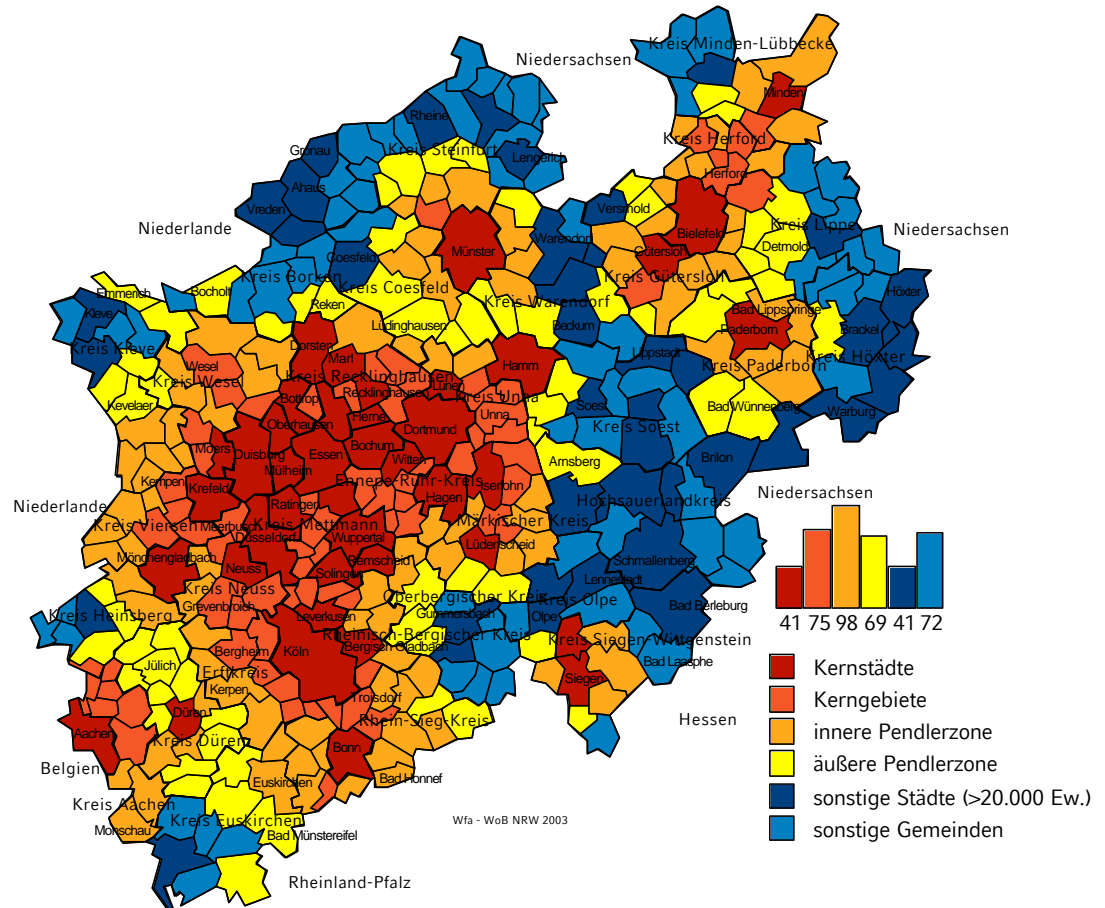 Kreis Minden-Lübbecke
Niedersachsen
Minden
Rheine
Kreis Herford
Gronau
Kreis Steinfurt
Lengerich
Herford
Ahaus
Vreden
Versmold
Niederlande
Kreis Lippe
Niedersachsen
Bielefeld
Warendorf
Detmold
Münster
Gütersloh
Coesfeld
Kreis Borken
Kreis Gütersloh
Kreis Coesfeld
Emmerich
Bocholt
Höxter
Reken
Kreis Warendorf
Kleve
Bad Lippspringe
Lüdinghausen
Beckum
Paderborn
Brackel
Dorsten
Kreis Kleve
Lippstadt
Kreis Höxter
Marl
Wesel
Hamm
Kreis Paderborn
Kreis Recklinghausen
Kreis Wesel
Lünen
Recklinghausen
Kreis Unna
Bottrop
Kevelaer
Soest
Bad Wünnenberg
Warburg
Herne
Unna
Oberhausen
Kreis Soest
Dortmund
Moers
Bochum
Duisburg
Essen
Witten
Brilon
Arnsberg
Mülheim
Kempen
Ennepe-Ruhr-Kreis
Iserlohn
Krefeld
Niedersachsen
Hagen
Hochsauerlandkreis
Niederlande
Ratingen
Kreis Viersen
Meerbusch
Kreis Mettmann
Märkischer Kreis
Düsseldorf
Wuppertal
Lüdenscheid
Mönchengladbach
Remscheid
Schmallenberg
Neuss
Solingen
Lennestadt
Kreis Neuss
Oberbergischer Kreis
Kreis Olpe
Grevenbroich
Bad Berleburg
Kreis Heinsberg
Leverkusen
Gummersbach
Olpe
Rheinisch-Bergischer Kreis
Kreis Siegen-Wittgenstein
Bergheim
Köln
Bergisch Gladbach
Jülich
Bad Laasphe
Erftkreis
Siegen
Kerpen
Troisdorf
Düren
Rhein-Sieg-Kreis
Hessen
Aachen
Kreis Düren
Bonn
Belgien
Euskirchen
Bad Honnef
Kreis Aachen
Kreis Euskirchen
Monschau
Bad Münstereifel
Wfa - WoB NRW 2003
Rheinland-Pfalz
41 75 98 69 41 72
Kernstädte
Kerngebiete
innere Pendlerzone
äußere Pendlerzone
sonstige Städte (>20.000 Ew.)
sonstige Gemeinden